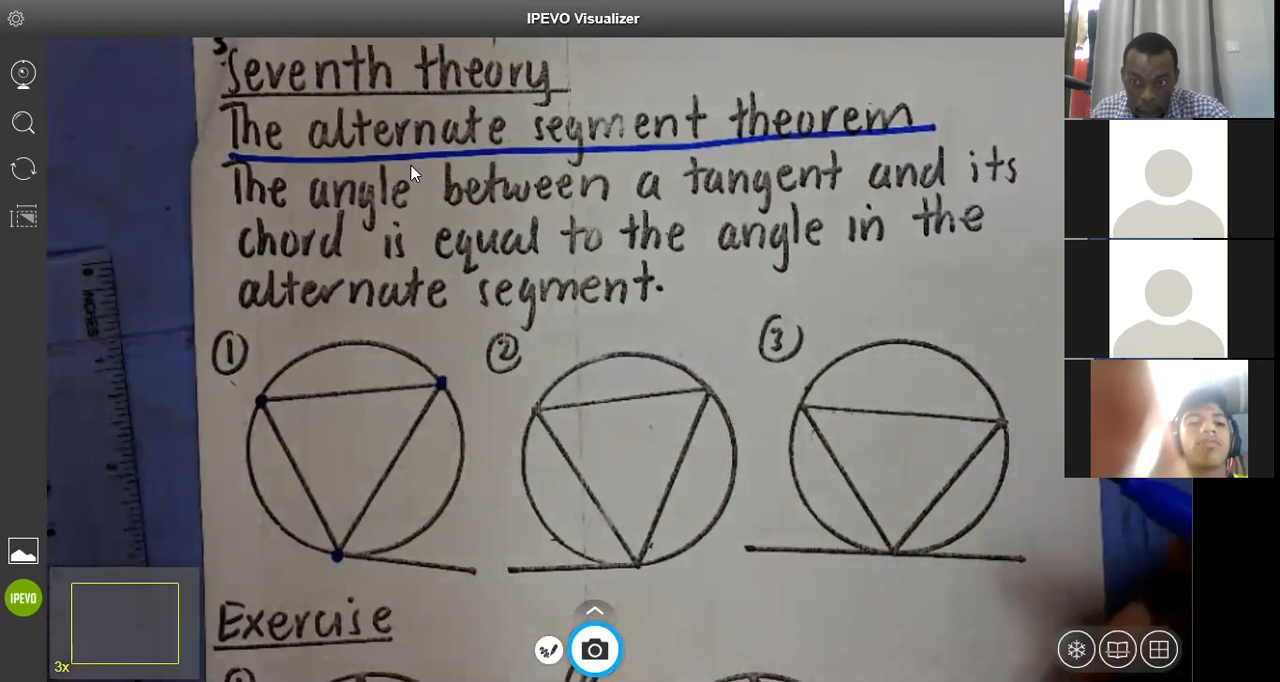 IPEVO Visualizer
Seventh theory
The alternate segment theorem
The angle between a tangent and its
chord is equal to the angle in the
alternate segment.
① ② ③
Exercise
INCHES
IPEVO
3x